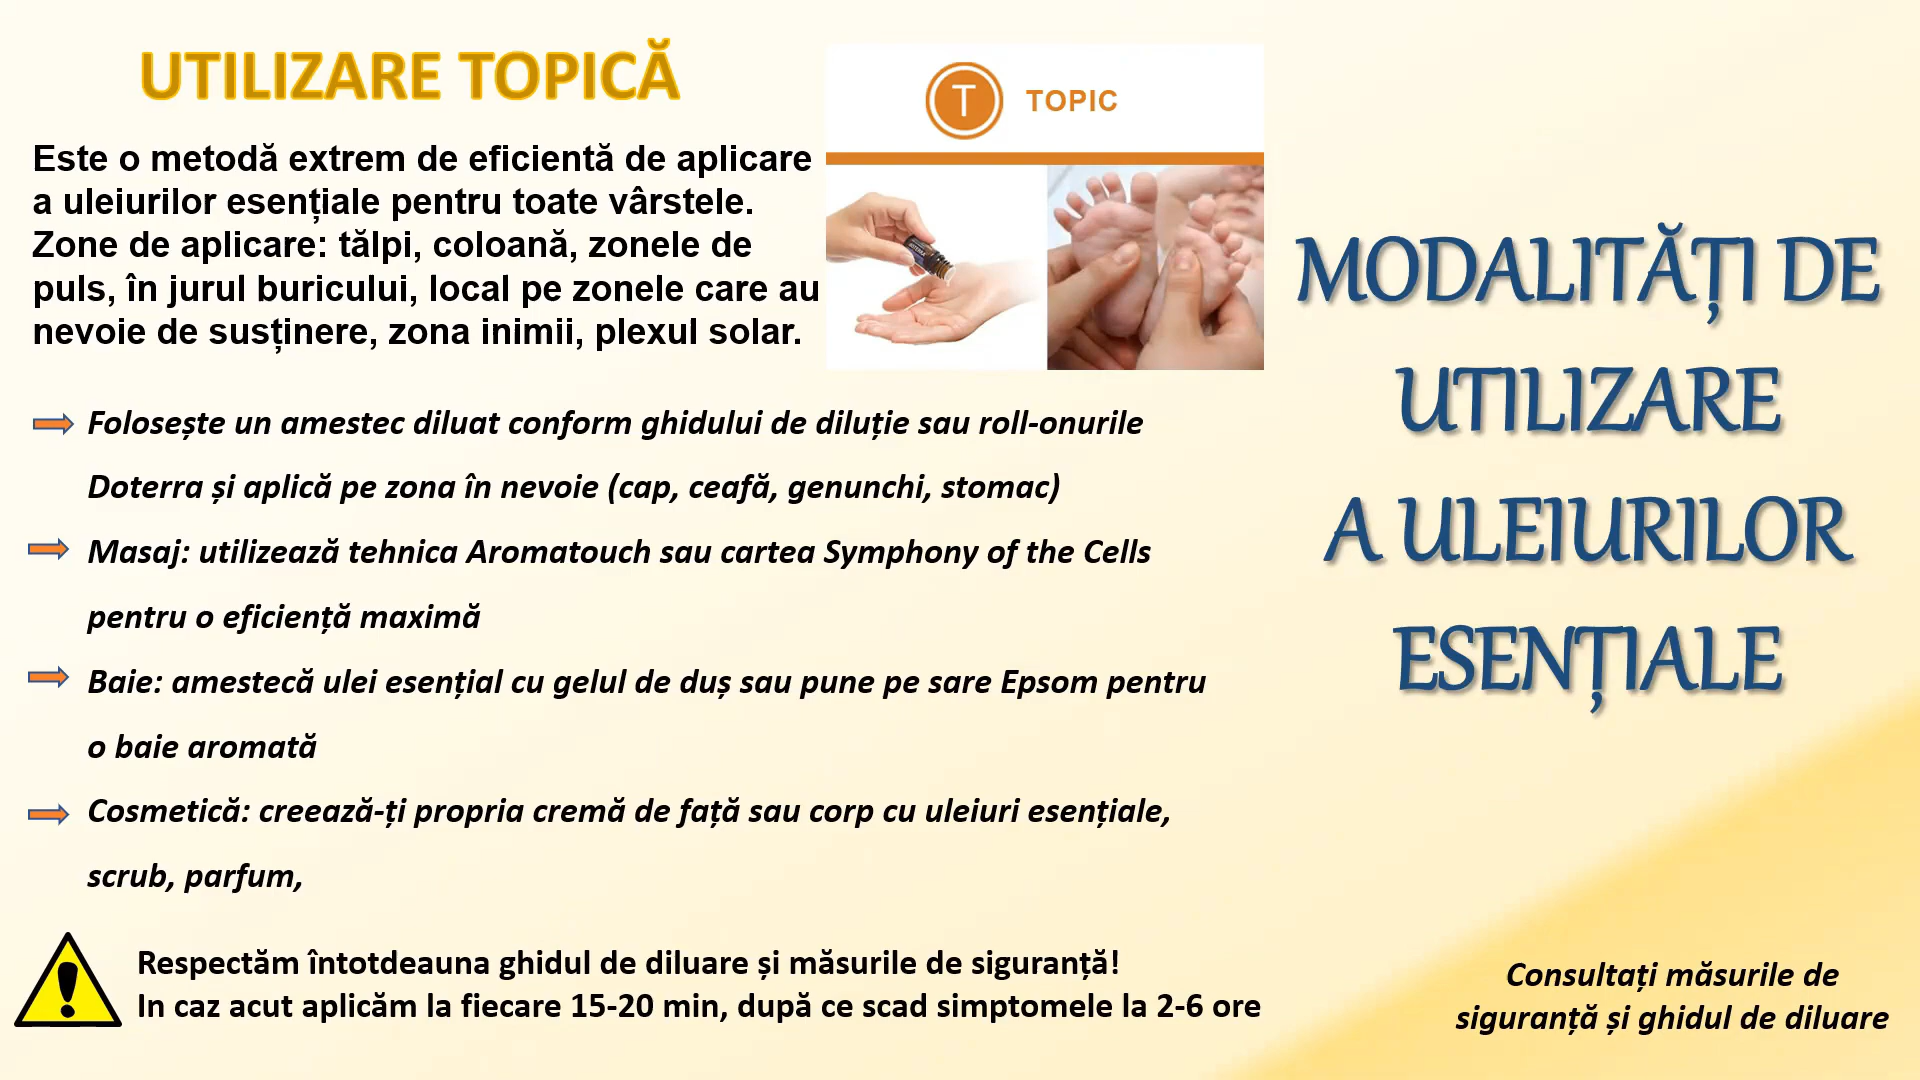 UTILIZARE TOPICĂ
T TOPIC
Este o metodă extrem de eficientă de aplicare
a uleiurilor esențiale pentru toate vârstele.
Zone de aplicare: tălpi, coloană, zonele de
puls, în jurul buricului, local pe zonele care au
nevoie de susținere, zona inimii, plexul solar.
Folosește un amestec diluat conform ghidului de diluție sau roll-onurile
Doterra și aplică pe zona în nevoie (cap, ceafă, genunchi, stomac)
Masaj: utilizează tehnica Aromatouch sau cartea Symphony of the Cells
pentru o eficiență maximă
Baie: amestecă ulei esențial cu gelul de duș sau pune pe sare Epsom pentru
o baie aromată
Cosmetică: creează-ți propria cremă de față sau corp cu uleiuri esențiale,
scrub, parfum,
Respectăm întotdeauna ghidul de diluare și măsurile de siguranță!
In caz acut aplicăm la fiecare 15-20 min, după ce scad simptomele la 2-6 ore
MODALITĂȚI DE
UTILIZARE
A ULEIURILOR
ESENȚIALE
Consultați măsurile de
siguranță și ghidul de diluare